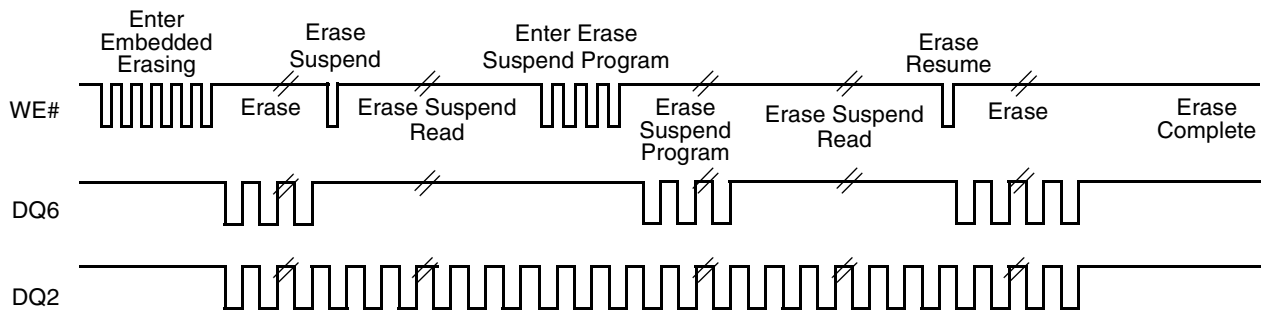 Enter
Embedded
Erasing
Erase
Suspend
Enter Erase
Suspend Program
Erase
Resume
WE#
Erase
Erase Suspend
Read
Erase
Suspend
Program
Erase Suspend
Read
Erase
Erase
Complete
DQ6
DQ2